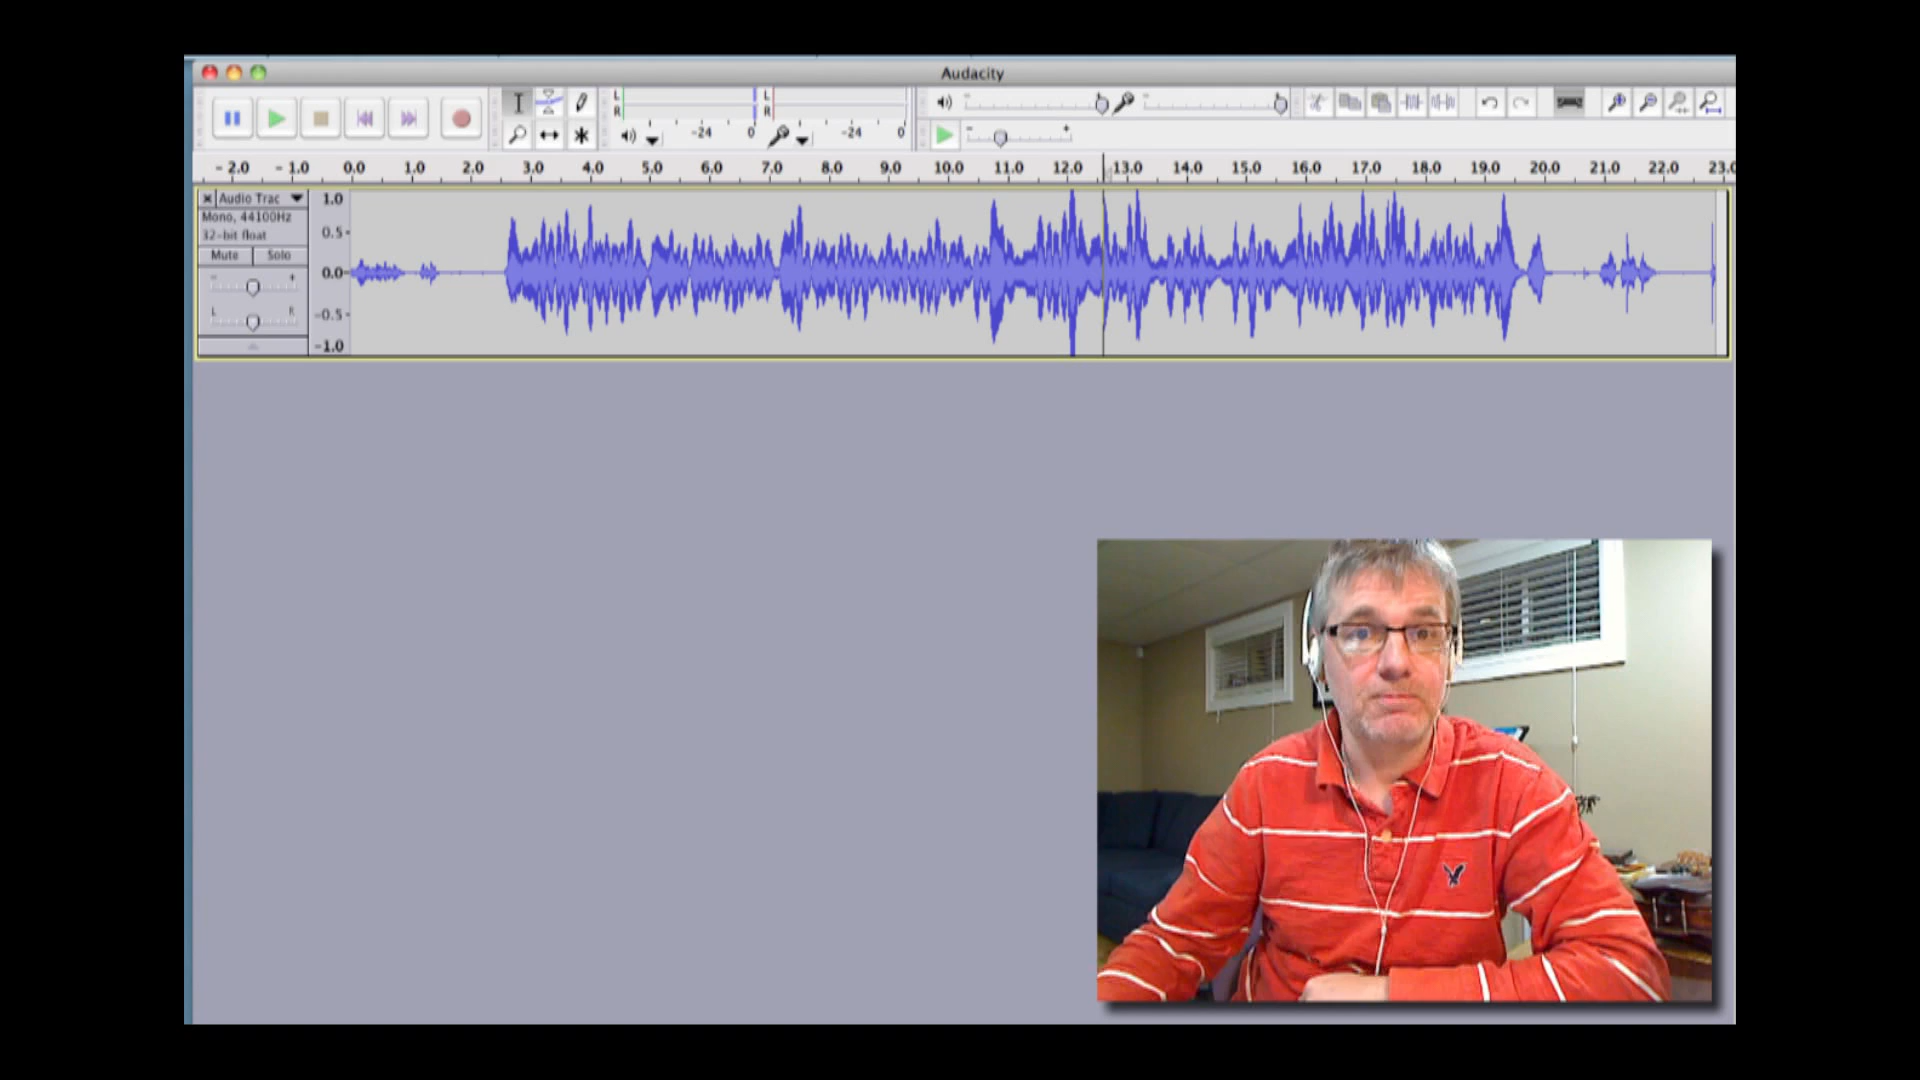 Audacity
L
R
-24 0
L
R
-24 0
- 2.0 - 1.0 0.0 1.0 2.0 3.0 4.0 5.0 6.0 7.0 8.0 9.0 10.0 11.0 12.0 13.0 14.0 15.0 16.0 17.0 18.0 19.0 20.0 21.0 22.0 23.0
Audio Trac
Mono, 44100Hz
32-bit float
Mute Solo
- +
L R
1.0
0.5
0.0
-0.5
-1.0